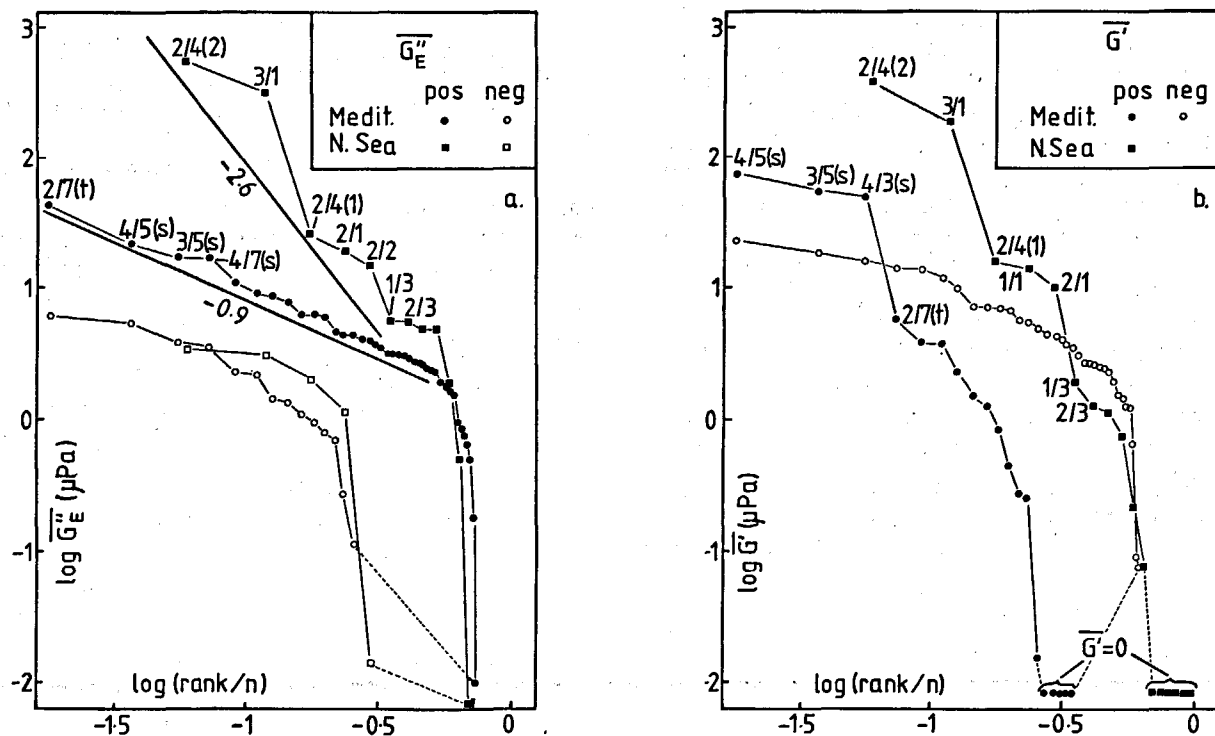 3
2
1
0
-1
-2
log G̅E″ (μPa)
G̅E″
pos neg
Medit.
N. Sea
a.
2/4(2)
3/1
-2.6
2/4(1)
2/1
2/2
1/3
2/3
2/7(t)
4/5(s)
3/5(s)
4/7(s)
-0.9
log (rank/n)
-1.5
-1
-0.5
0
3
2
1
0
-1
-2
log G̅′ (μPa)
G̅′
pos neg
Medit.
N.Sea
b.
2/4(2)
3/1
4/5(s)
3/5(s)
4/3(s)
2/4(1)
1/1
2/1
2/7(t)
1/3
2/3
G̅′=0
log (rank/n)
-1.5
-1
-0.5
0